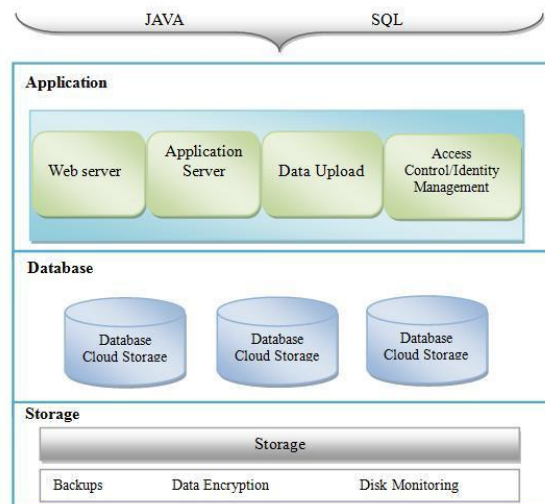 JAVA SQL
Application
Web server
Application
Server
Data Upload
Access
Control/Identity
Management
Database
Database
Cloud Storage
Database
Cloud Storage
Database
Cloud Storage
Storage
Storage
Backups Data Encryption Disk Monitoring